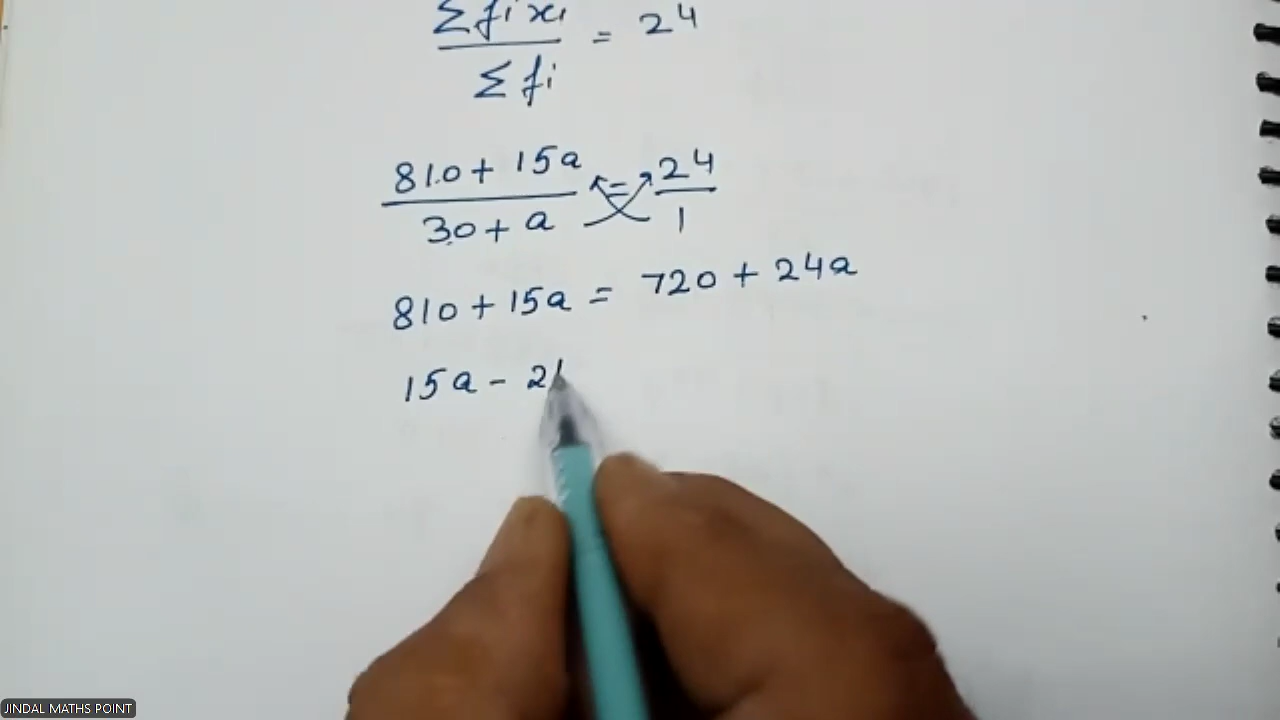 Σfixi / Σfi = 24
810 + 15a / 30 + a = 24 / 1
810 + 15a = 720 + 24a
15a - 2
JINDAL MATHS POINT